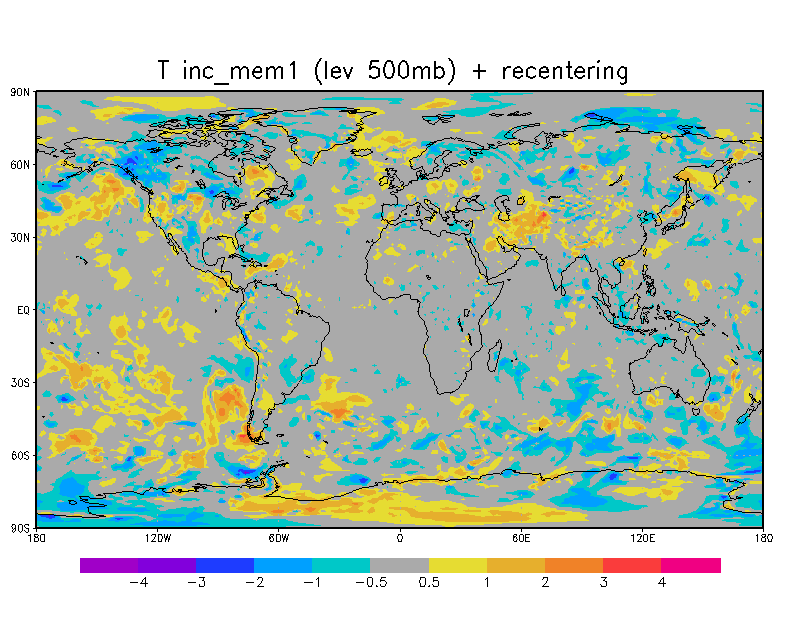 T inc_mem1 (lev 500mb) + recentering
90N
60N
30N
EQ
30S
60S
90S
180 120W 60W 0 60E 120E 180
-4 -3 -2 -1 -0.5 0.5 1 2 3 4